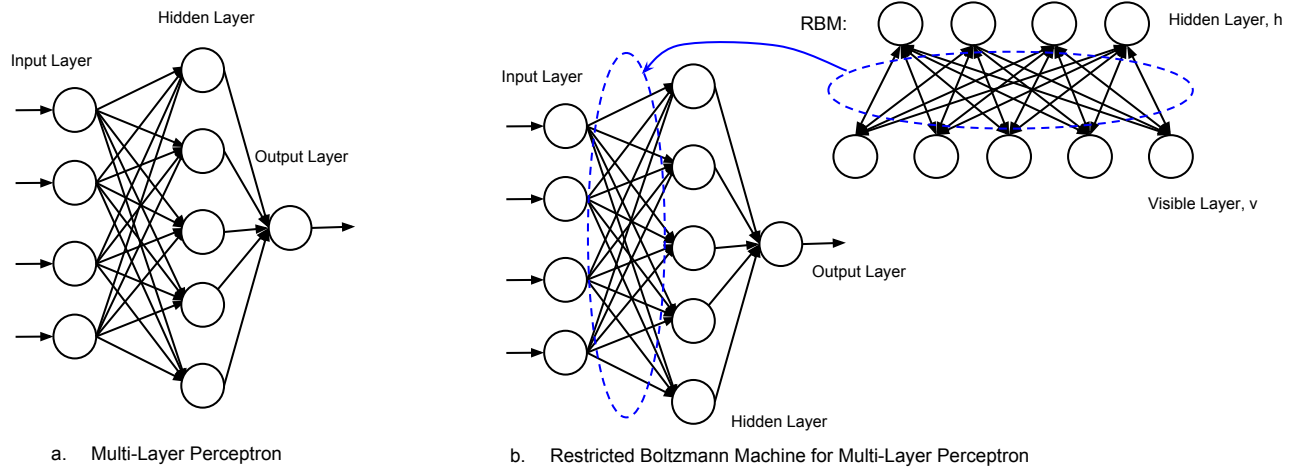 Hidden Layer
Input Layer
Output Layer
a. Multi-Layer Perceptron
RBM:
Hidden Layer, h
Input Layer
Visible Layer, v
Output Layer
Hidden Layer
b. Restricted Boltzmann Machine for Multi-Layer Perceptron